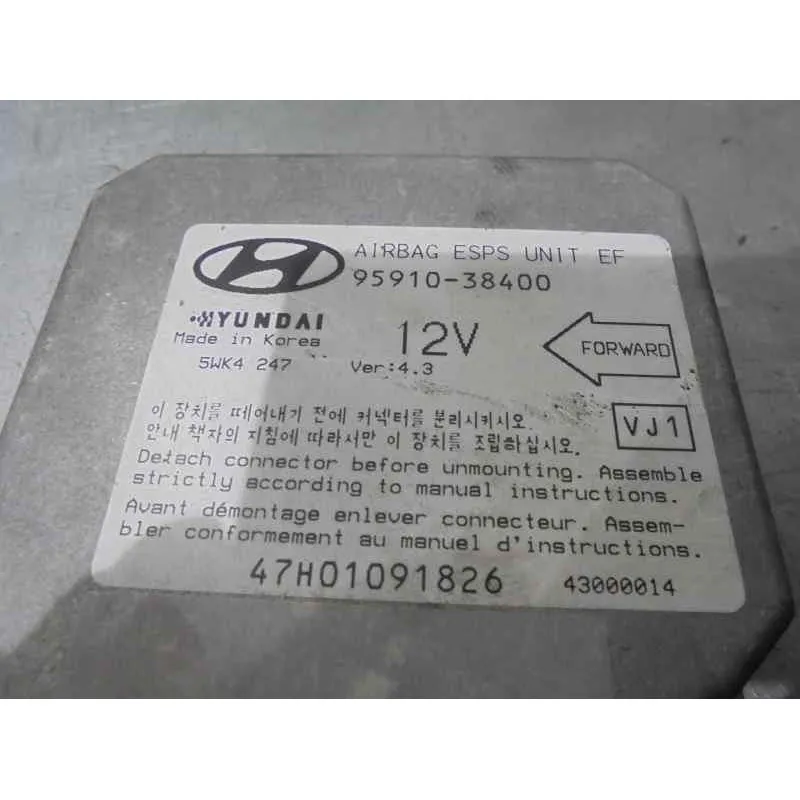 AIRBAG ESPS UNIT EF
95910-38400
HYUNDAI
Made in Korea
12V
FORWARD
5WK4 247
Ver:4.3
이 장치를 떼어내기 전에 커넥터를 분리시키시오.
안내 책자의 지침에 따라서만 이 장치를 조립하십시오.
VJ1
Detach connector before unmounting. Assemble
strictly according to manual instructions.
Avant démontage enlever connecteur. Assem-
bler conformement au manuel d'instructions.
47H01091826
43000014